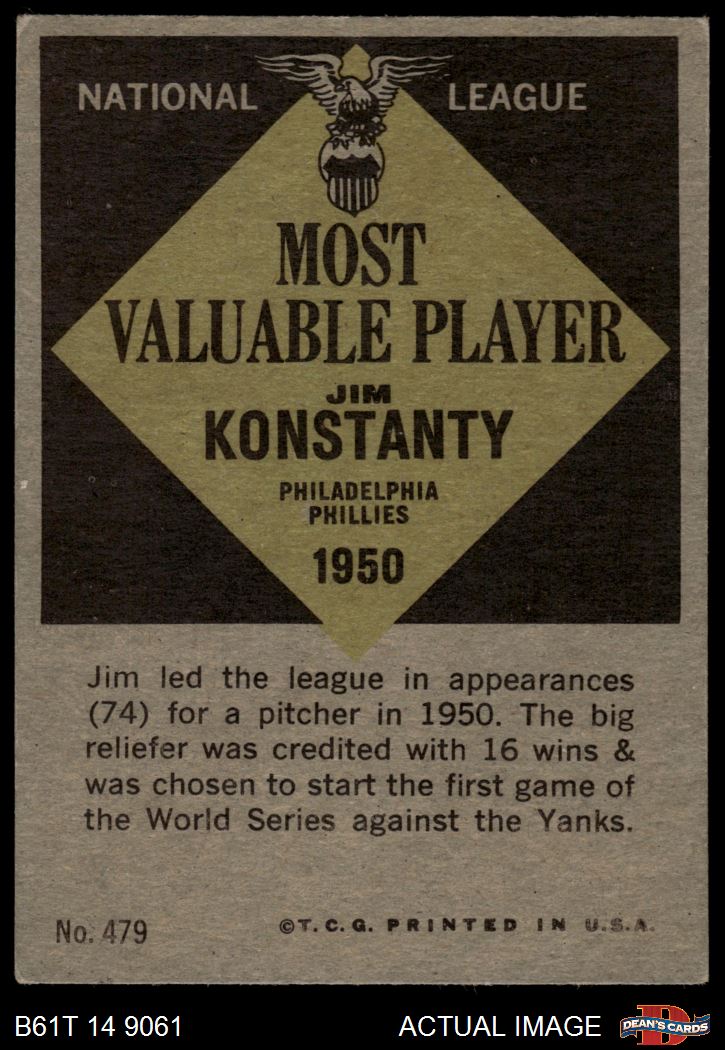 NATIONAL LEAGUE
MOST
VALUABLE PLAYER
JIM
KONSTANTY
PHILADELPHIA
PHILLIES
1950
Jim led the league in appearances
(74) for a pitcher in 1950. The big
reliefer was credited with 16 wins &
was chosen to start the first game of
the World Series against the Yanks.
No. 479 ©T.C.G. PRINTED IN U.S.A.
B61T 14 9061 ACTUAL IMAGE D DEAN'S CARDS